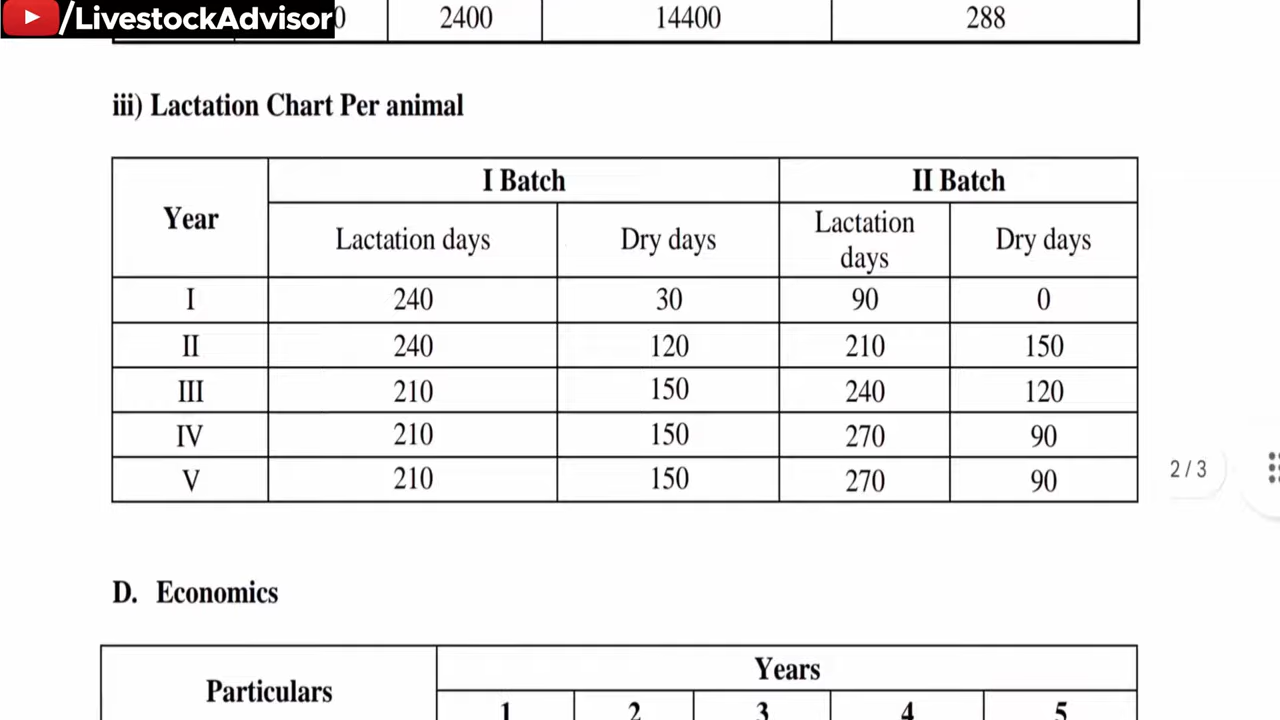 /LivestockAdvisor
0 2400 14400 288
iii) Lactation Chart Per animal
Year I Batch II Batch
Lactation days Dry days Lactation days Dry days
I 240 30 90 0
II 240 120 210 150
III 210 150 240 120
IV 210 150 270 90
V 210 150 270 90
2 / 3
D. Economics
Particulars Years
1 2 3 4 5